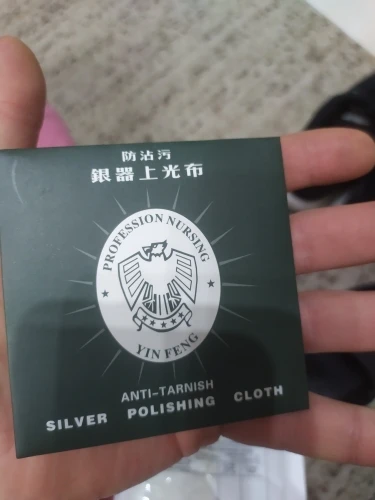 防沾污
銀器上光布
PROFESSION NURSING
YIN FENG
ANTI-TARNISH
SILVER POLISHING CLOTH